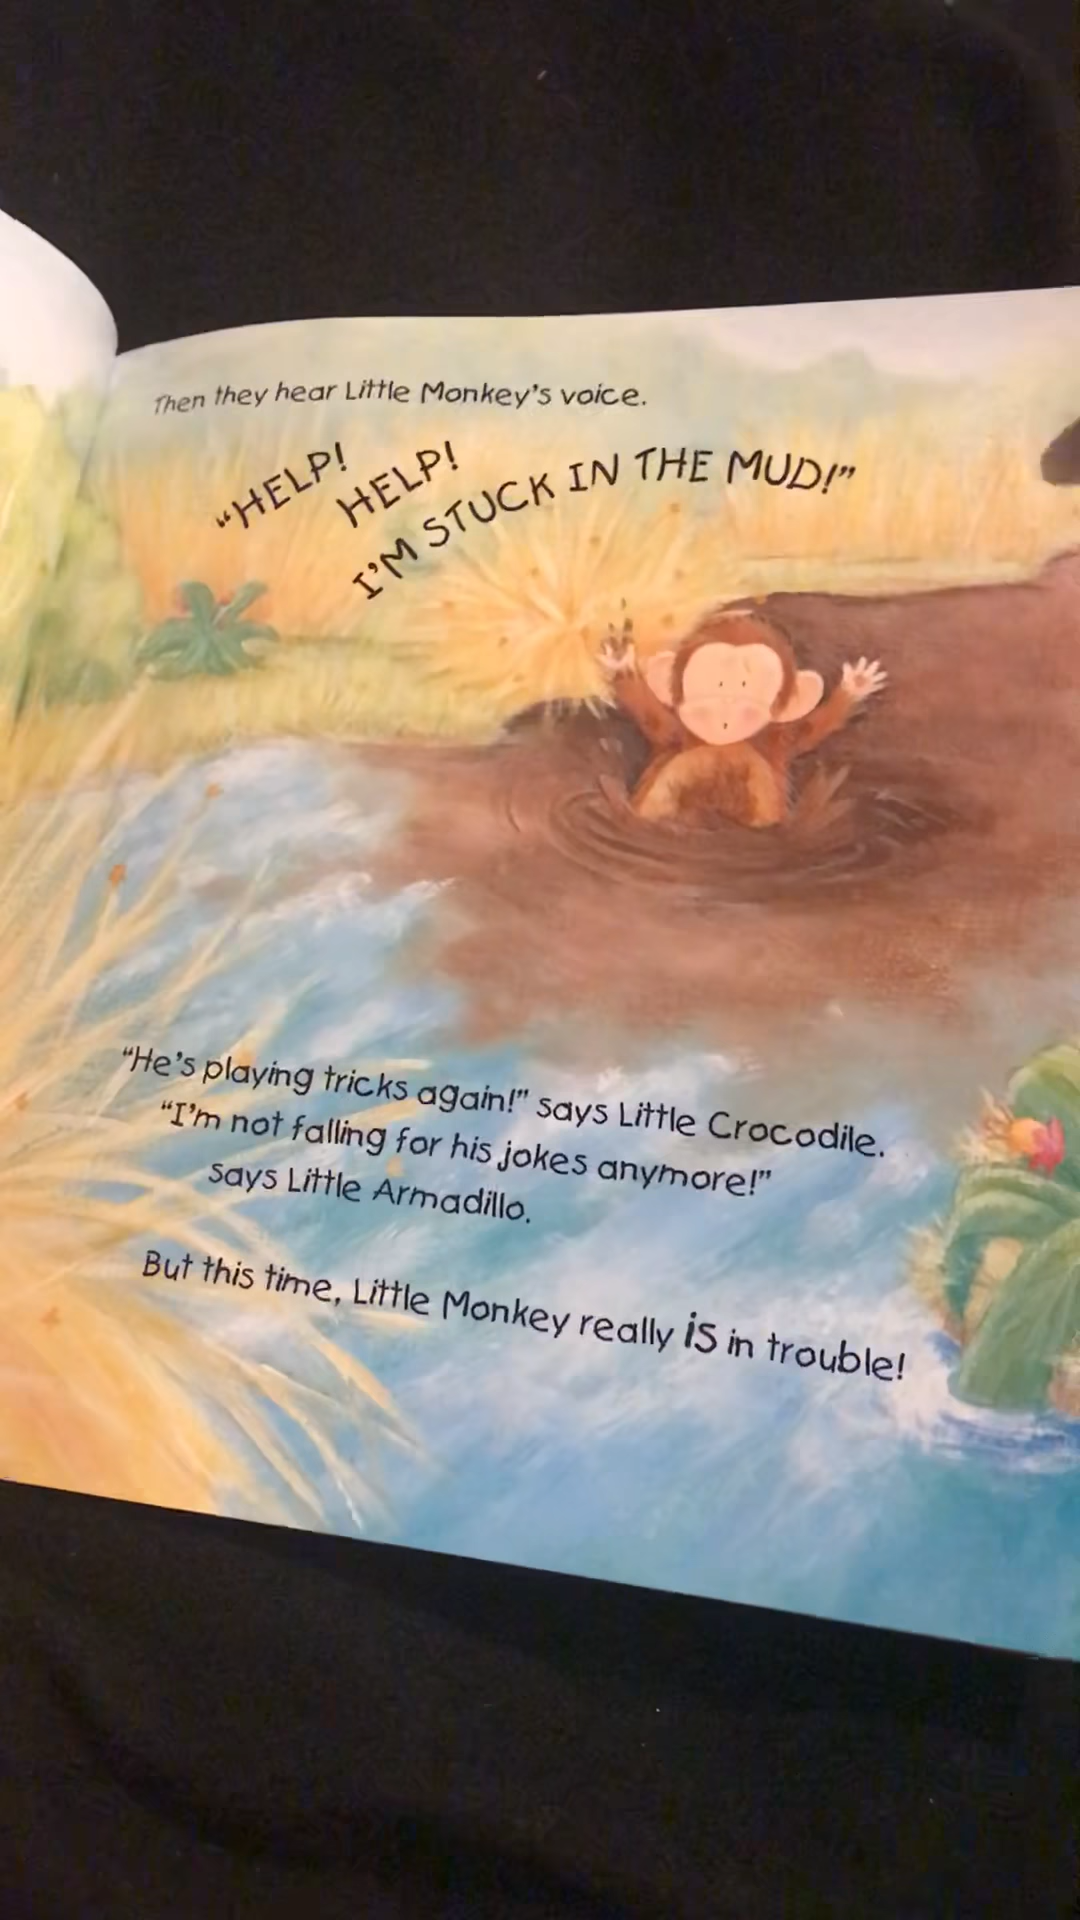 Then they hear Little Monkey's voice.
“HELP!
HELP!
I'M STUCK IN THE MUD!”
“He's playing tricks again!” says Little Crocodile.
“I'm not falling for his jokes anymore!”
says Little Armadillo.
But this time, Little Monkey really is in trouble!